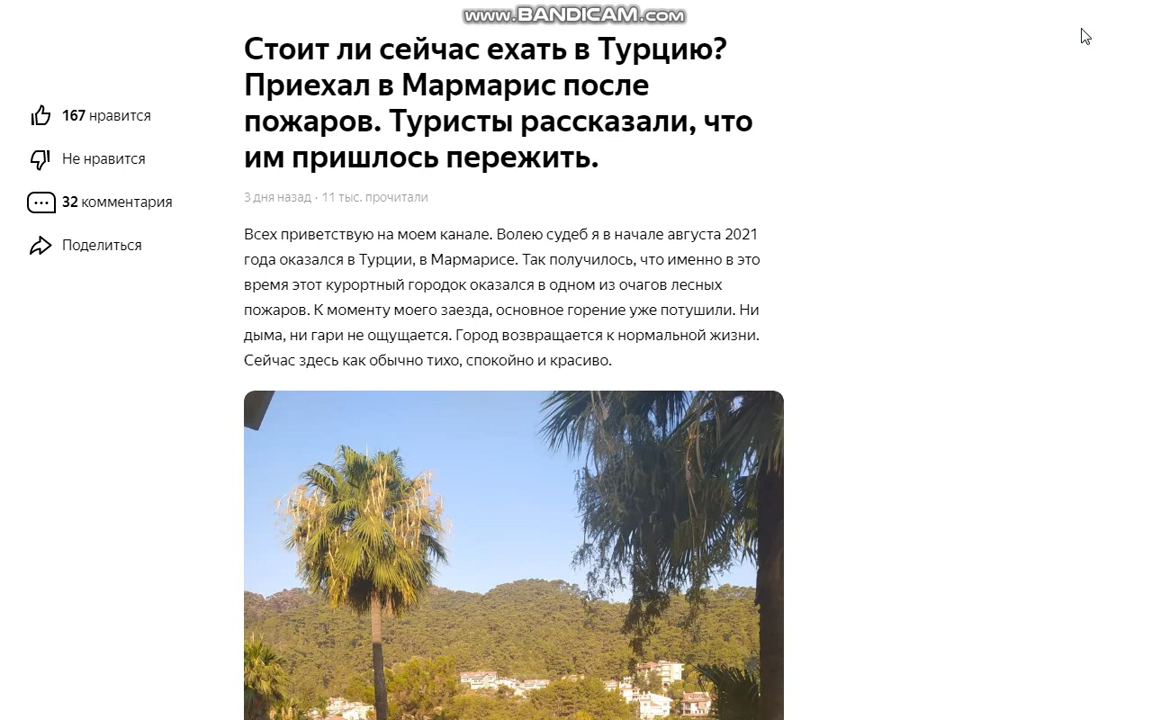 www.BANDICAM.com
Стоит ли сейчас ехать в Турцию?
Приехал в Мармарис после
пожаров. Туристы рассказали, что
им пришлось пережить.
167 нравится
Не нравится
32 комментария
Поделиться
3 дня назад · 11 тыс. прочитали
Всех приветствую на моем канале. Волею судеб я в начале августа 2021
года оказался в Турции, в Мармарисе. Так получилось, что именно в это
время этот курортный городок оказался в одном из очагов лесных
пожаров. К моменту моего заезда, основное горение уже потушили. Ни
дыма, ни гари не ощущается. Город возвращается к нормальной жизни.
Сейчас здесь как обычно тихо, спокойно и красиво.